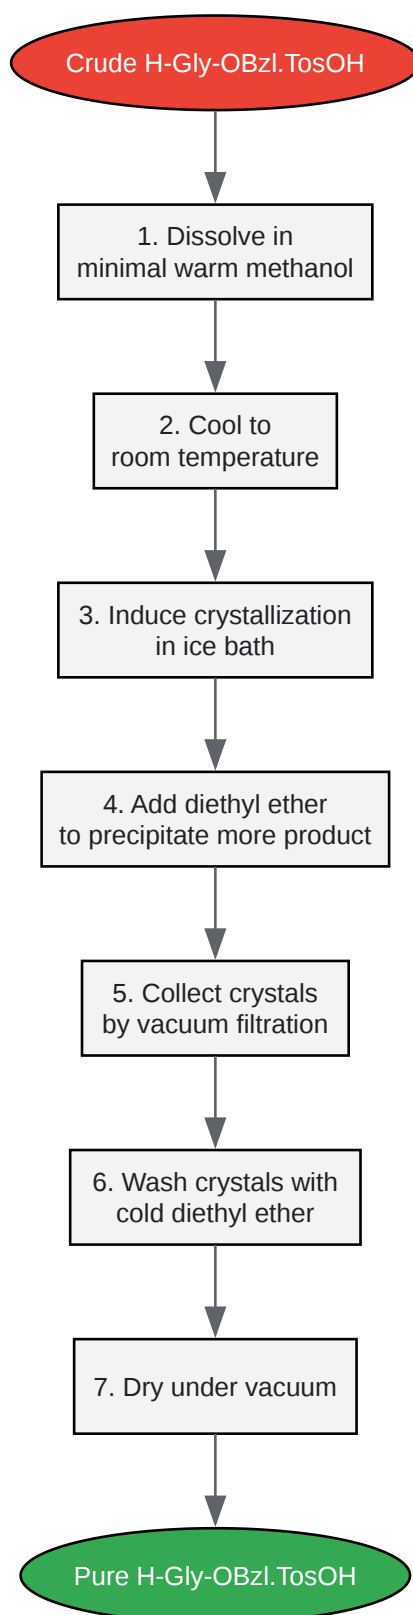 Crude H-Gly-OBzl.TosOH
1. Dissolve in
minimal warm methanol
2. Cool to
room temperature
3. Induce crystallization
in ice bath
4. Add diethyl ether
to precipitate more product
5. Collect crystals
by vacuum filtration
6. Wash crystals with
cold diethyl ether
7. Dry under vacuum
Pure H-Gly-OBzl.TosOH